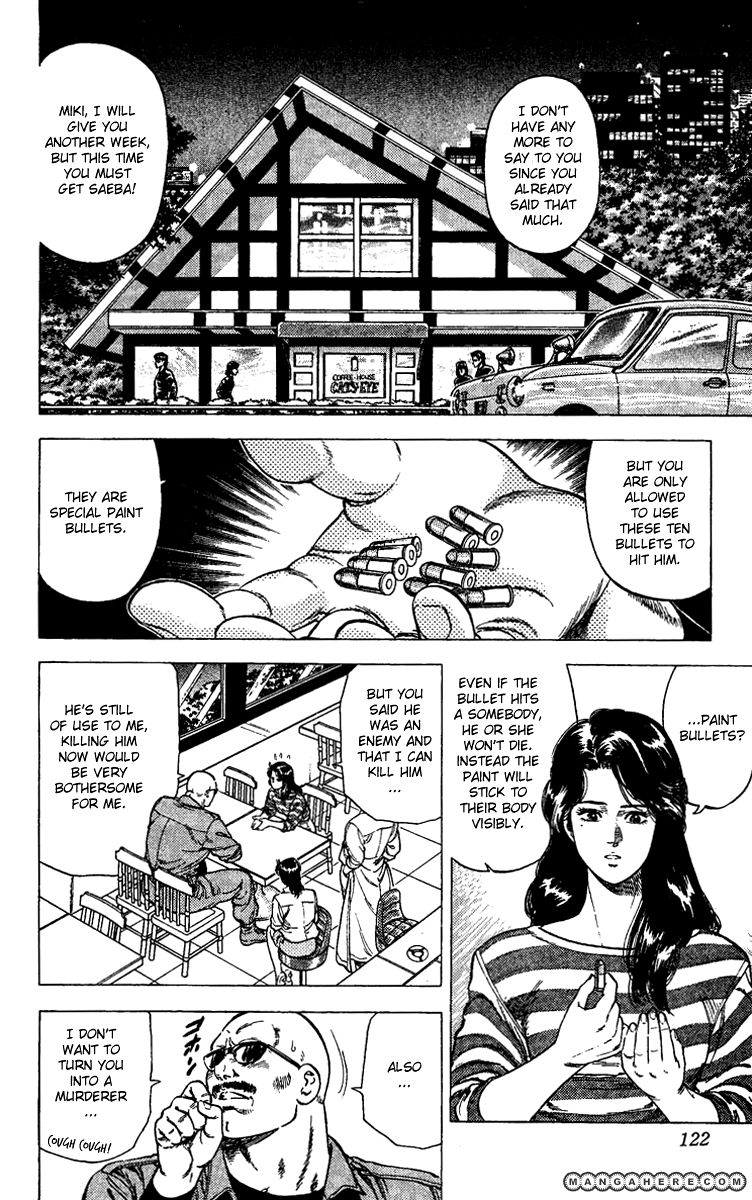 I DON'T
HAVE ANY
MORE TO
SAY TO YOU
SINCE YOU
ALREADY
SAID THAT
MUCH.
MIKI, I WILL
GIVE YOU
ANOTHER WEEK,
BUT THIS TIME
YOU MUST
GET SAEBA!
COFFEE-HOUSE
CAT'S-EYE
BUT YOU
ARE ONLY
ALLOWED
TO USE
THESE TEN
BULLETS TO
HIT HIM.
THEY ARE
SPECIAL PAINT
BULLETS.
...PAINT
BULLETS?
EVEN IF THE
BULLET HITS
A SOMEBODY,
HE OR SHE
WON'T DIE.
INSTEAD THE
PAINT WILL
STICK TO
THEIR BODY
VISIBLY.
BUT YOU
SAID HE
WAS AN
ENEMY AND
THAT I CAN
KILL HIM
...
HE'S STILL
OF USE TO ME,
KILLING HIM
NOW WOULD
BE VERY
BOTHERSOME
FOR ME.
ALSO
...
I DON'T
WANT TO
TURN YOU
INTO A
MURDERER
...
COUGH COUGH!
122
MANGAHERE.COM